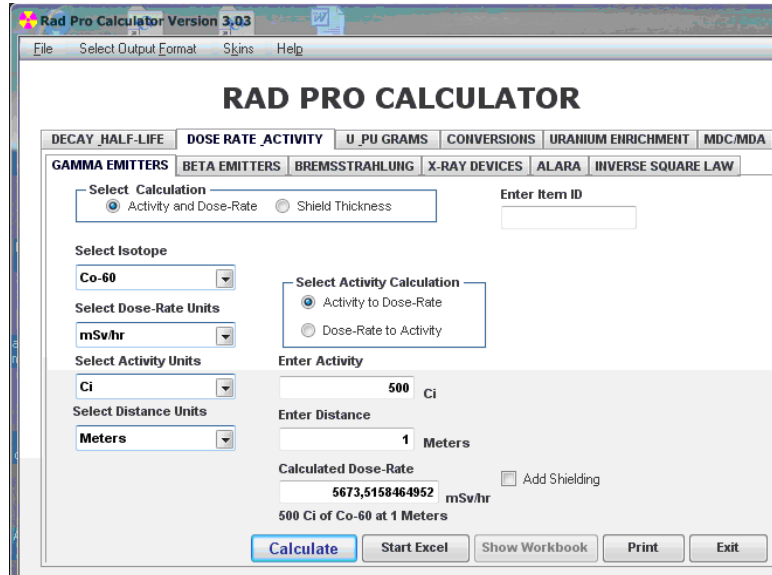 Rad Pro Calculator Version 3.03
File Select Output Format Skins Help
RAD PRO CALCULATOR
DECAY_HALF-LIFE DOSE RATE_ACTIVITY U_PU GRAMS CONVERSIONS URANIUM ENRICHMENT MDC/MDA
GAMMA EMITTERS BETA EMITTERS BREMSSTRAHLUNG X-RAY DEVICES ALARA INVERSE SQUARE LAW
Select Calculation
Activity and Dose-Rate Shield Thickness
Enter Item ID
Select Isotope
Co-60
Select Activity Calculation
Activity to Dose-Rate
Dose-Rate to Activity
Select Dose-Rate Units
mSv/hr
Select Activity Units
Ci
Enter Activity
500 Ci
Select Distance Units
Meters
Enter Distance
1 Meters
Calculated Dose-Rate
5673,5158464952 mSv/hr
Add Shielding
500 Ci of Co-60 at 1 Meters
Calculate Start Excel Show Workbook Print Exit